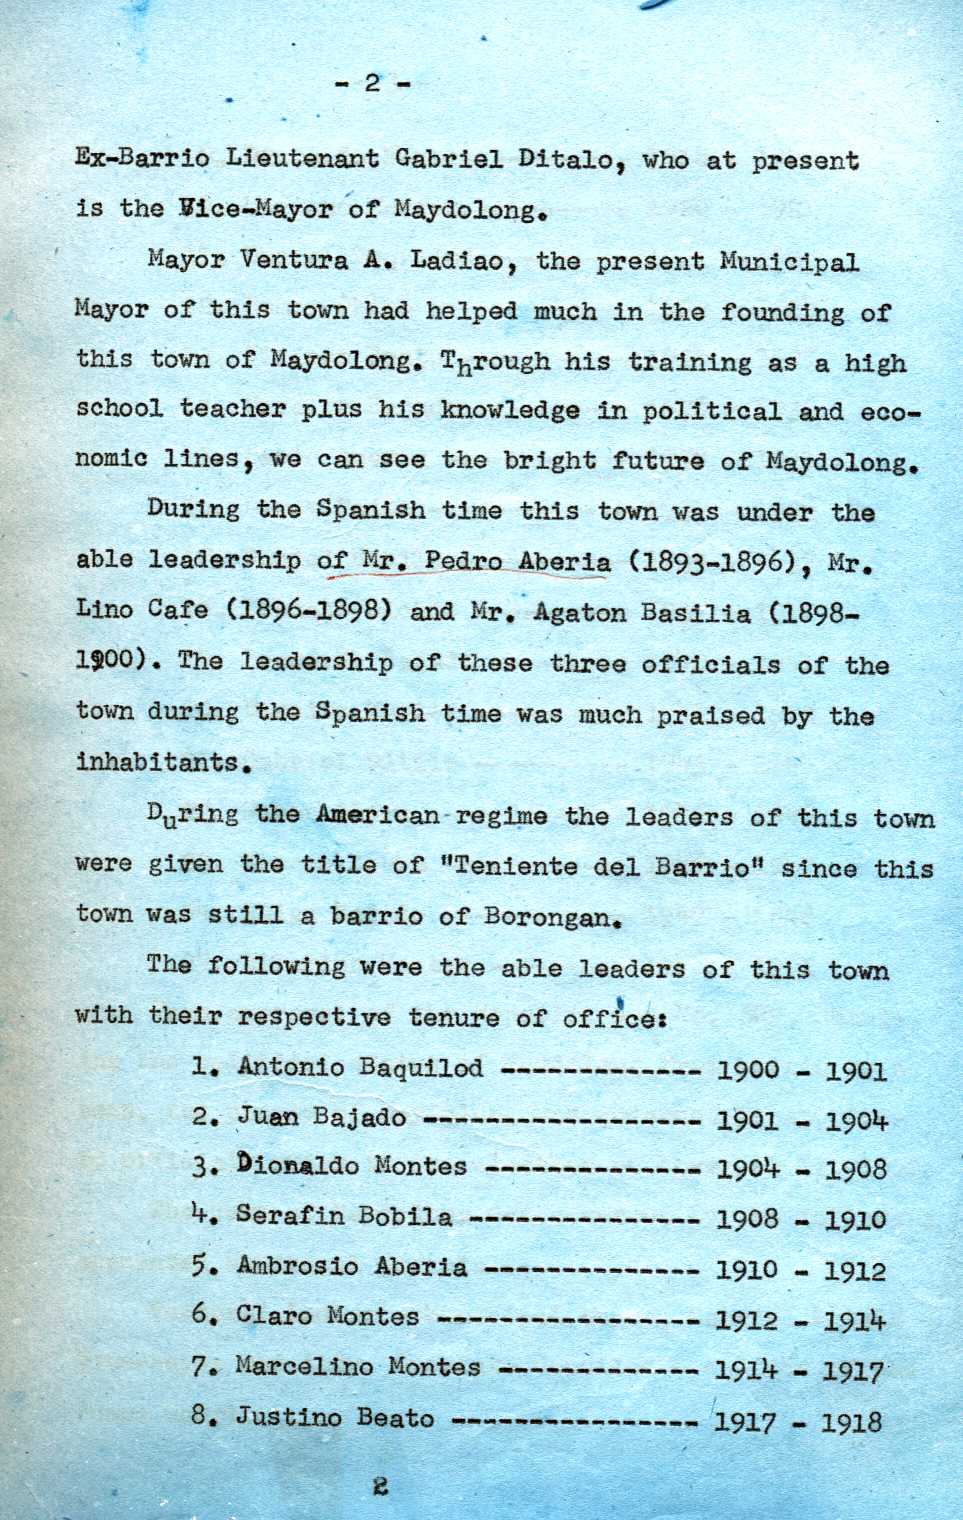 - 2 -
Ex-Barrio Lieutenant Gabriel Ditalo, who at present
is the Vice-Mayor of Maydolong.
Mayor Ventura A. Ladiao, the present Municipal
Mayor of this town had helped much in the founding of
this town of Maydolong. Through his training as a high
school teacher plus his knowledge in political and eco-
nomic lines, we can see the bright future of Maydolong.
During the Spanish time this town was under the
able leadership of Mr. Pedro Aberia (1893-1896), Mr.
Lino Cafe (1896-1898) and Mr. Agaton Basilia (1898-
1900). The leadership of these three officials of the
town during the Spanish time was much praised by the
inhabitants.
During the American regime the leaders of this town
were given the title of "Teniente del Barrio" since this
town was still a barrio of Borongan.
The following were the able leaders of this town
with their respective tenure of office:
1. Antonio Baquilod ------------- 1900 - 1901
2. Juan Bajado ------------------ 1901 - 1904
3. Dionaldo Montes -------------- 1904 - 1908
4. Serafin Bobila --------------- 1908 - 1910
5. Ambrosio Aberia -------------- 1910 - 1912
6. Claro Montes ----------------- 1912 - 1914
7. Marcelino Montes ------------- 1914 - 1917
8. Justino Beato ---------------- 1917 - 1918
2